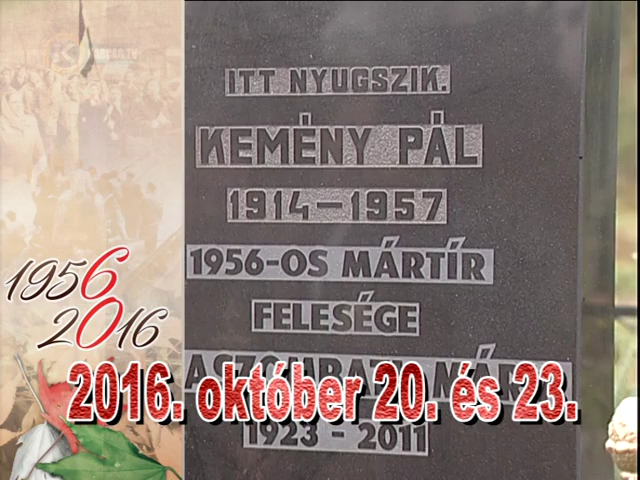 ITT NYUGSZIK.
KEMÉNY PÁL
1914-1957
1956-OS MÁRTÍR
FELESÉGE
1923 - 2011
1956
2016
2016. október 20. és 23.